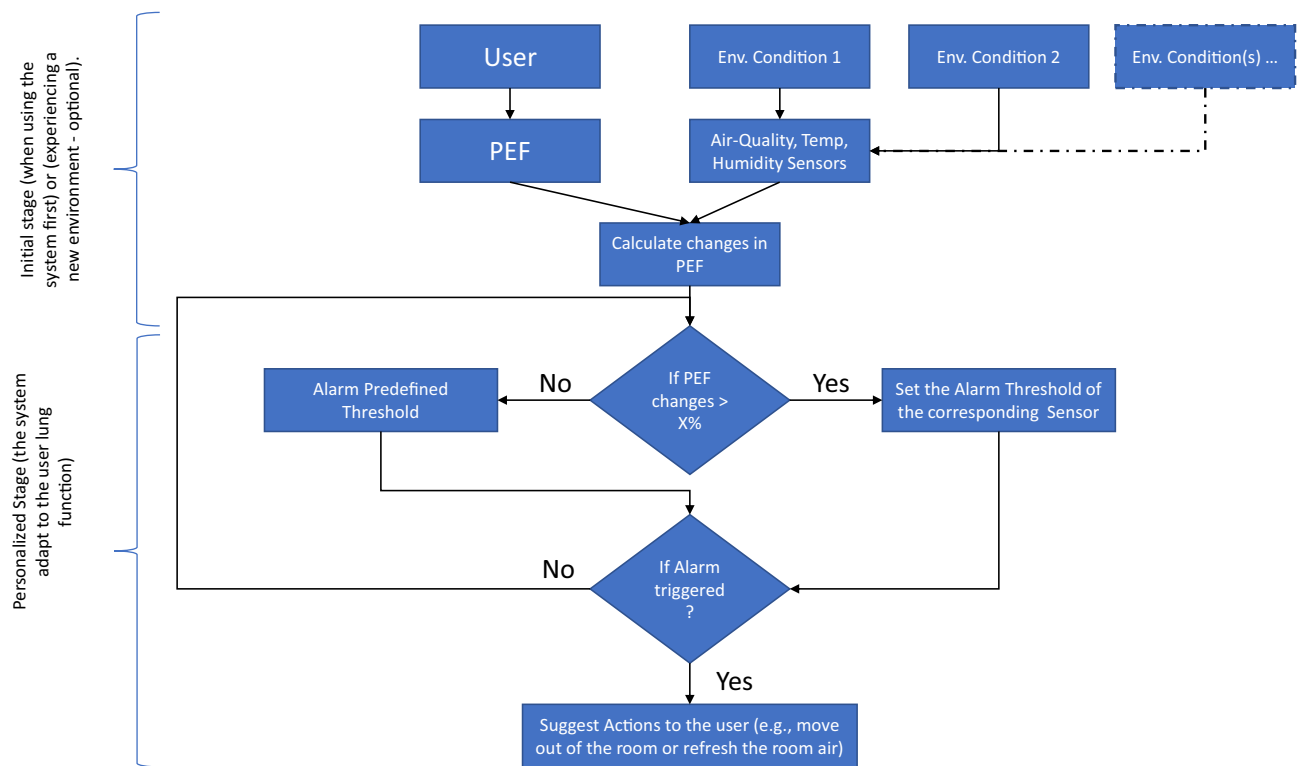 User
Env. Condition 1
Env. Condition 2
Env. Condition(s) ...
PEF
Air-Quality, Temp,
Humidity Sensors
Initial stage (when using the
system first) or (experiencing a
new environment - optional).
Calculate changes in
PEF
Alarm Predefined
Threshold
No
If PEF
changes >
X%
Yes
Set the Alarm Threshold of
the corresponding Sensor
Personalized Stage (the system
adapt to the user lung
function)
No
If Alarm
triggered
?
Yes
Suggest Actions to the user (e.g., move
out of the room or refresh the room air)